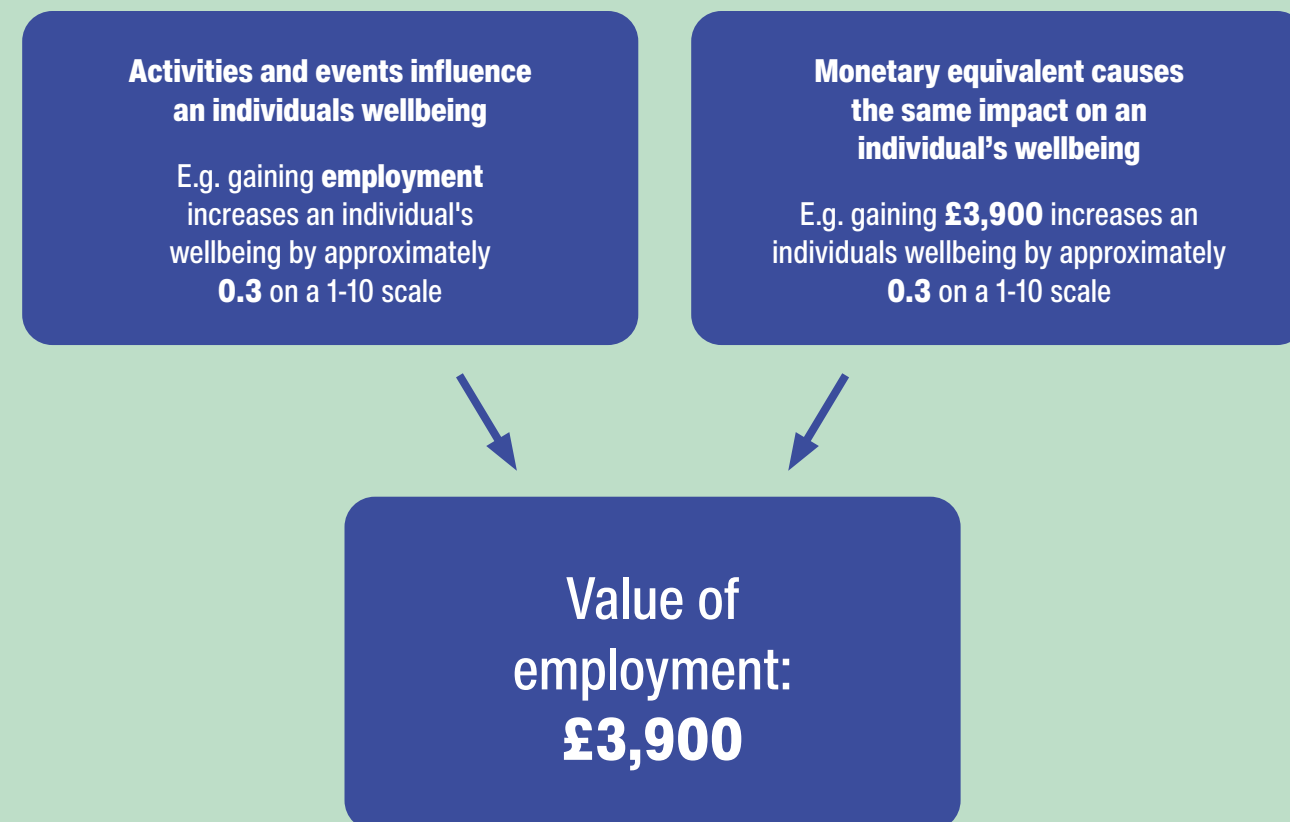 Activities and events influence
an individuals wellbeing
E.g. gaining employment
increases an individual's
wellbeing by approximately
0.3 on a 1-10 scale
Monetary equivalent causes
the same impact on an
individual’s wellbeing
E.g. gaining £3,900 increases an
individuals wellbeing by approximately
0.3 on a 1-10 scale
Value of
employment:
£3,900